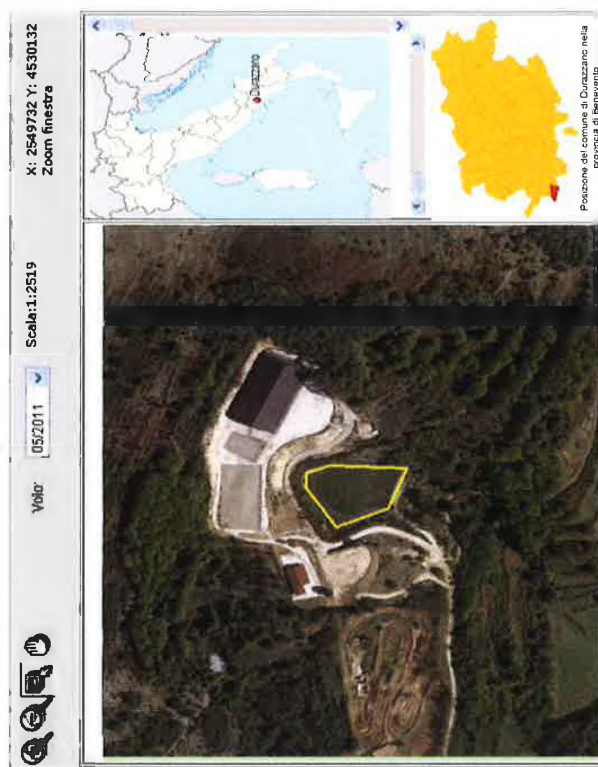 Volo:
05/2011
Scala:1:2519
X: 2549732 Y: 4530132
Zoom finestra
Durazzano
Posizione del comune di Durazzano nella
provincia di Benevento